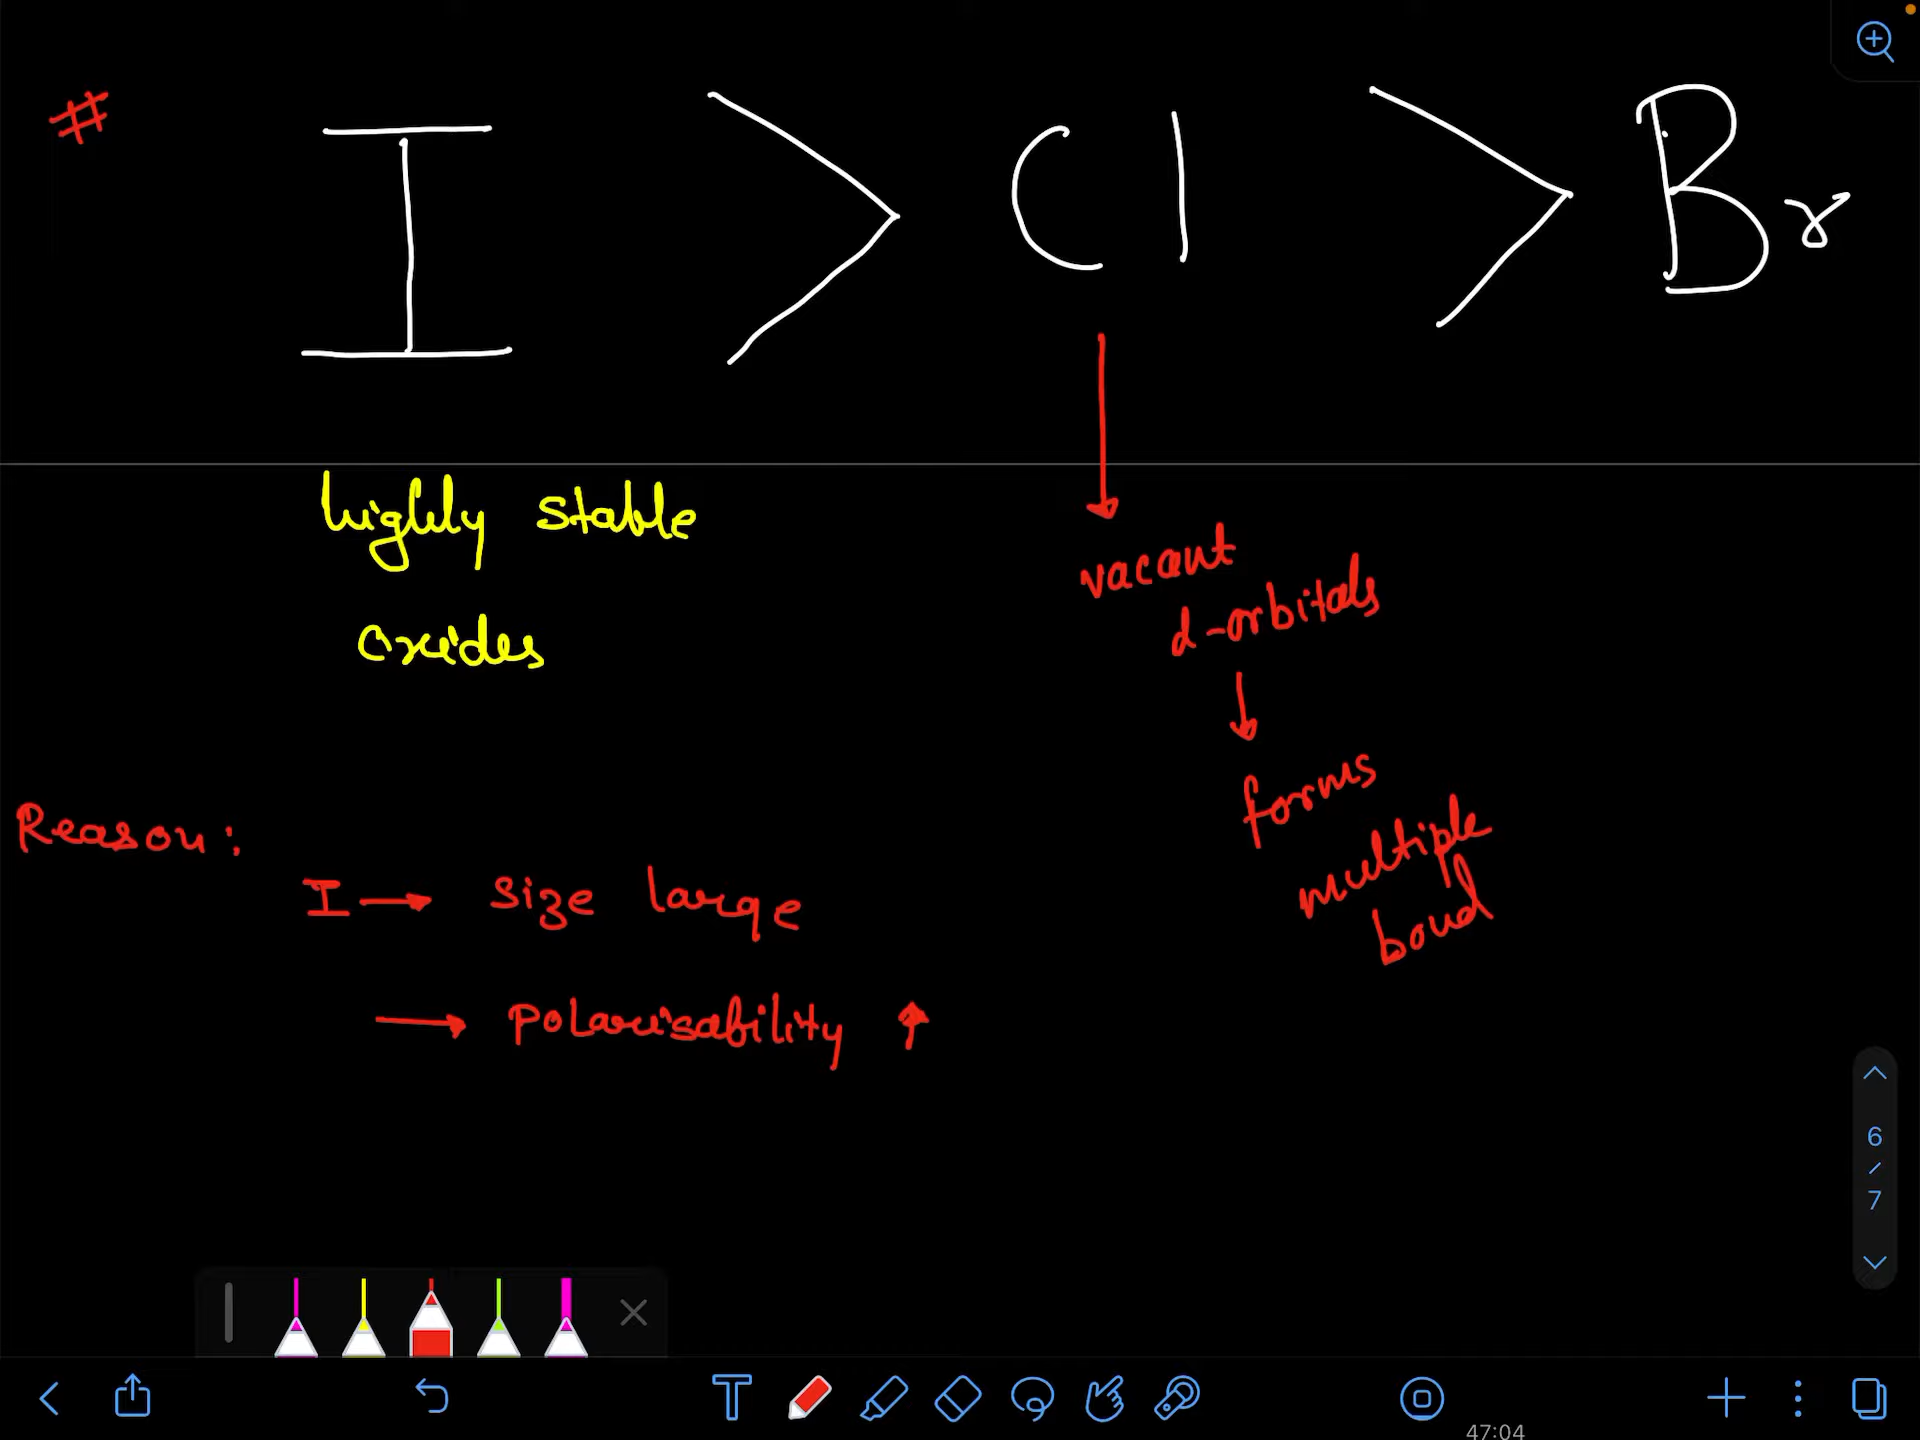 # I > Cl > Br
highly stable
oxides
vacant
d-orbitals
forms
multiple
bond
Reason:
I → Size large
→ Polarisability ↑
6
/
7
T
47:04